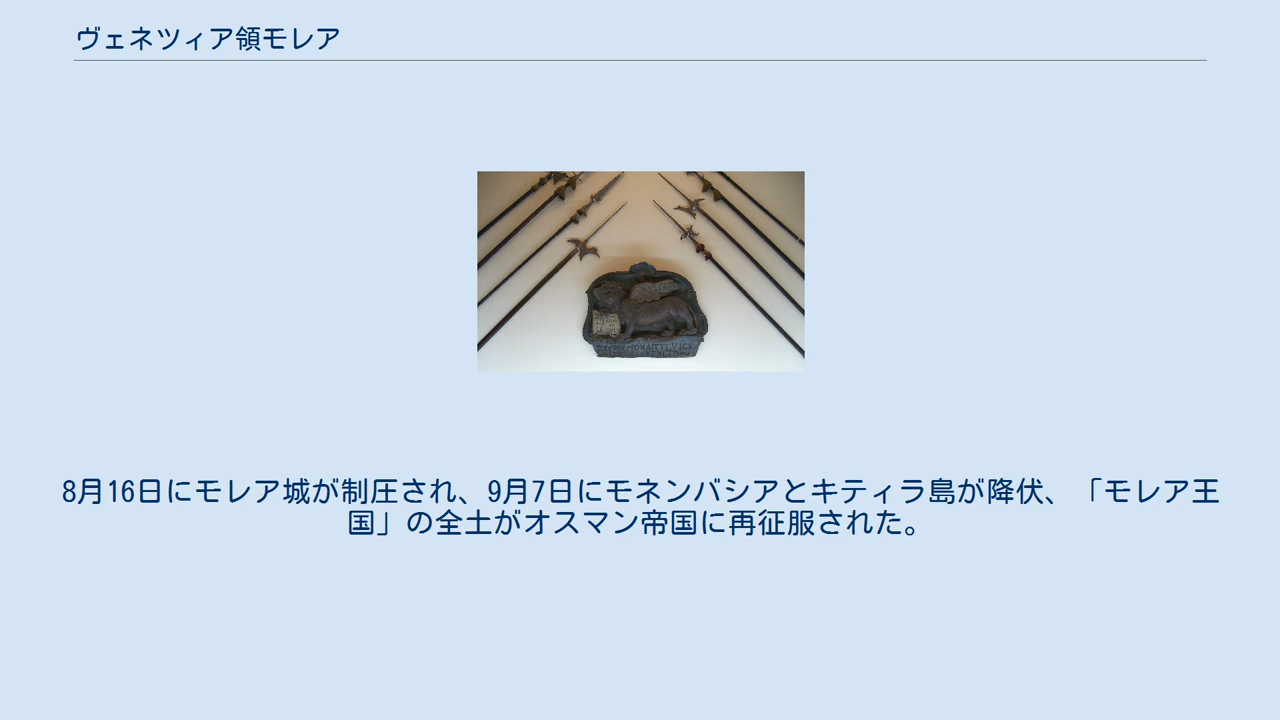 ヴェネツィア領モレア
8月16日にモレア城が制圧され、9月7日にモネンバシアとキティラ島が降伏、「モレア王
国」の全土がオスマン帝国に再征服された。